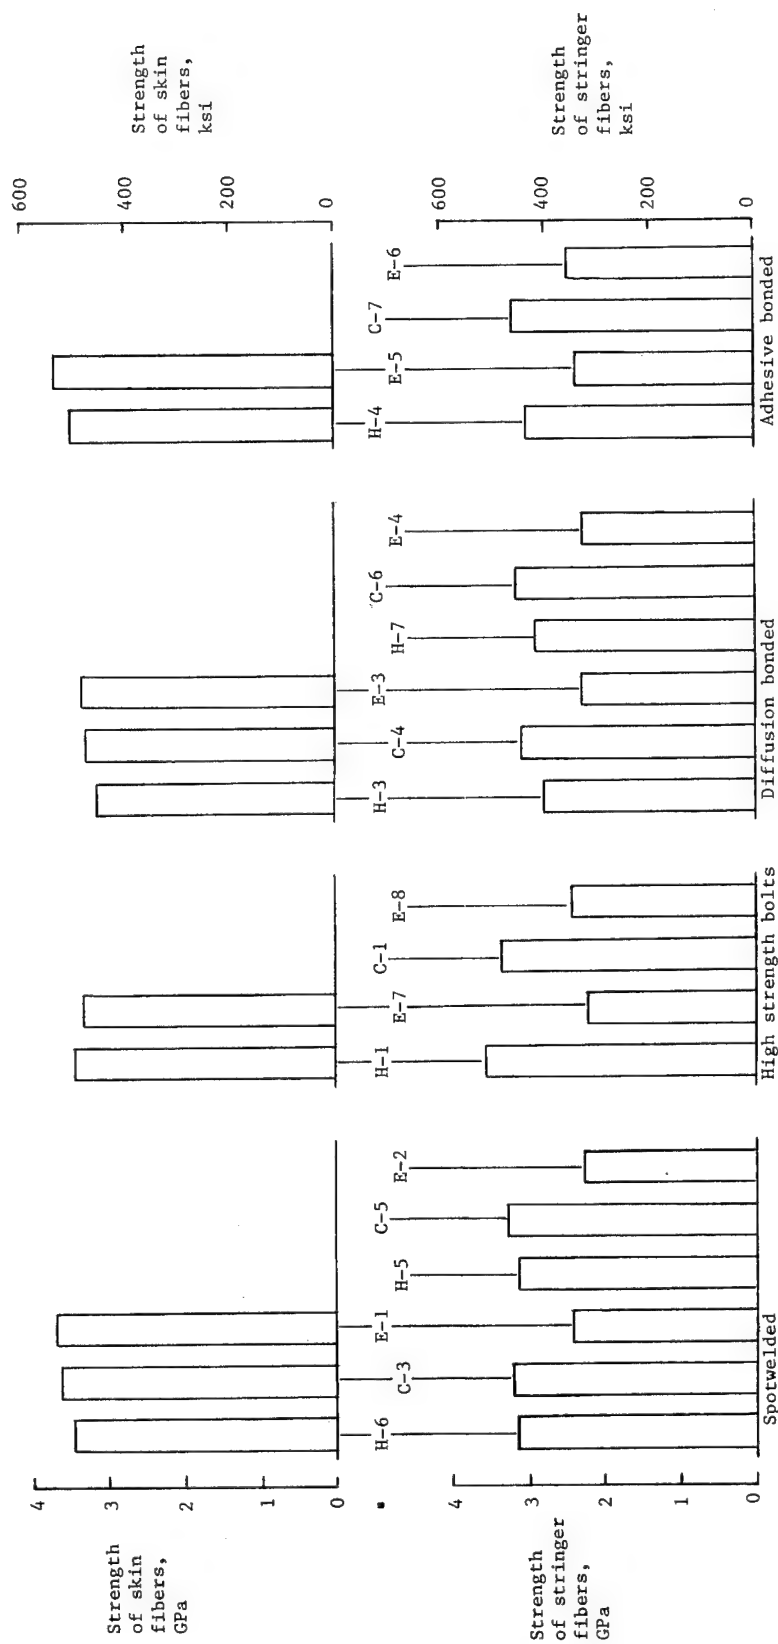 Strength
of skin
fibers,
GPa
4
3
2
1
0
600
400
200
0
Strength
of skin
fibers,
ksi
H-6
C-3
E-1
H-5
C-5
E-2
H-1
E-7
C-1
E-8
H-3
C-4
E-3
H-7
C-6
E-4
H-4
E-5
C-7
E-6
Strength
of stringer
fibers,
GPa
4
3
2
1
0
600
400
200
0
Strength
of stringer
fibers,
ksi
Spotwelded
High strength bolts
Diffusion bonded
Adhesive bonded